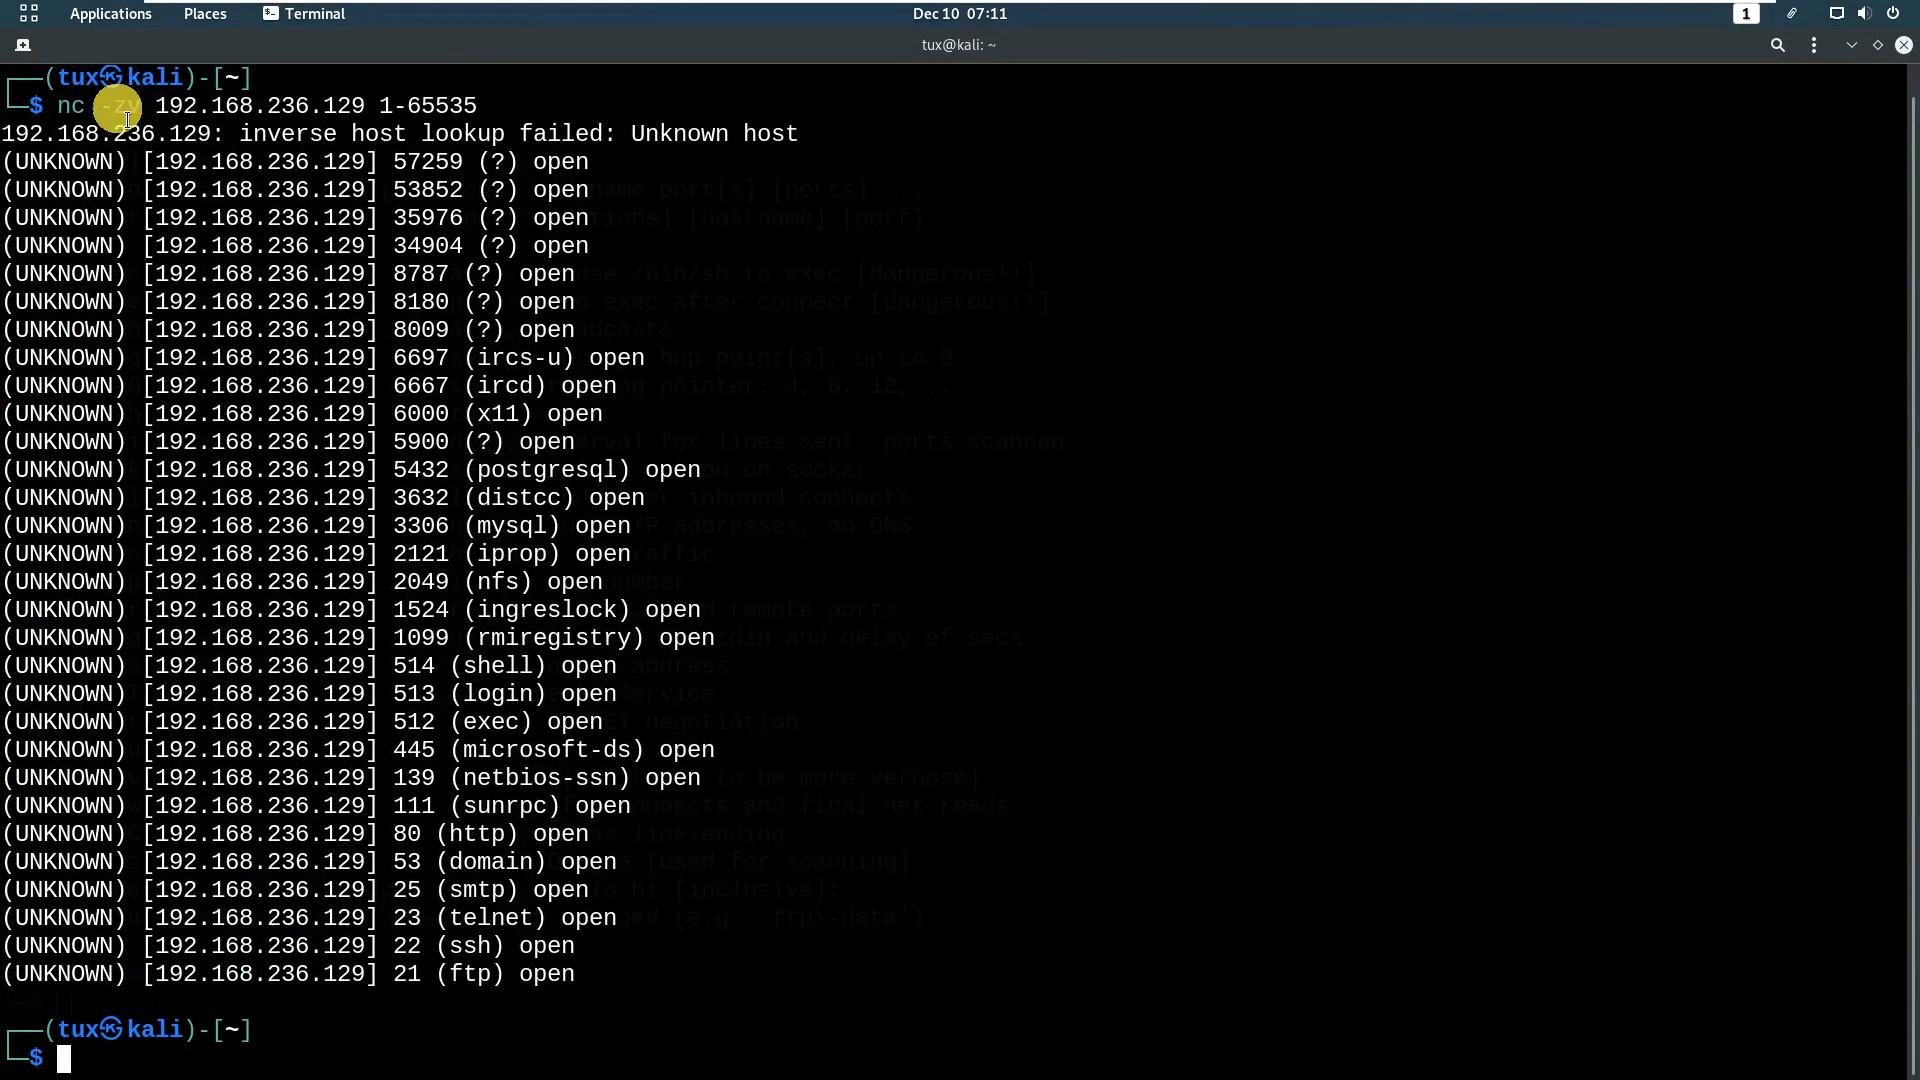 Applications Places Terminal Dec 10 07:11 1
tux@kali: ~
┌──(tux㉿kali)-[~]
└─$ nc -zv 192.168.236.129 1-65535
192.168.236.129: inverse host lookup failed: Unknown host
(UNKNOWN) [192.168.236.129] 57259 (?) open
(UNKNOWN) [192.168.236.129] 53852 (?) open
(UNKNOWN) [192.168.236.129] 35976 (?) open
(UNKNOWN) [192.168.236.129] 34904 (?) open
(UNKNOWN) [192.168.236.129] 8787 (?) open
(UNKNOWN) [192.168.236.129] 8180 (?) open
(UNKNOWN) [192.168.236.129] 8009 (?) open
(UNKNOWN) [192.168.236.129] 6697 (ircs-u) open
(UNKNOWN) [192.168.236.129] 6667 (ircd) open
(UNKNOWN) [192.168.236.129] 6000 (x11) open
(UNKNOWN) [192.168.236.129] 5900 (?) open
(UNKNOWN) [192.168.236.129] 5432 (postgresql) open
(UNKNOWN) [192.168.236.129] 3632 (distcc) open
(UNKNOWN) [192.168.236.129] 3306 (mysql) open
(UNKNOWN) [192.168.236.129] 2121 (iprop) open
(UNKNOWN) [192.168.236.129] 2049 (nfs) open
(UNKNOWN) [192.168.236.129] 1524 (ingreslock) open
(UNKNOWN) [192.168.236.129] 1099 (rmiregistry) open
(UNKNOWN) [192.168.236.129] 514 (shell) open
(UNKNOWN) [192.168.236.129] 513 (login) open
(UNKNOWN) [192.168.236.129] 512 (exec) open
(UNKNOWN) [192.168.236.129] 445 (microsoft-ds) open
(UNKNOWN) [192.168.236.129] 139 (netbios-ssn) open
(UNKNOWN) [192.168.236.129] 111 (sunrpc) open
(UNKNOWN) [192.168.236.129] 80 (http) open
(UNKNOWN) [192.168.236.129] 53 (domain) open
(UNKNOWN) [192.168.236.129] 25 (smtp) open
(UNKNOWN) [192.168.236.129] 23 (telnet) open
(UNKNOWN) [192.168.236.129] 22 (ssh) open
(UNKNOWN) [192.168.236.129] 21 (ftp) open
┌──(tux㉿kali)-[~]
└─$